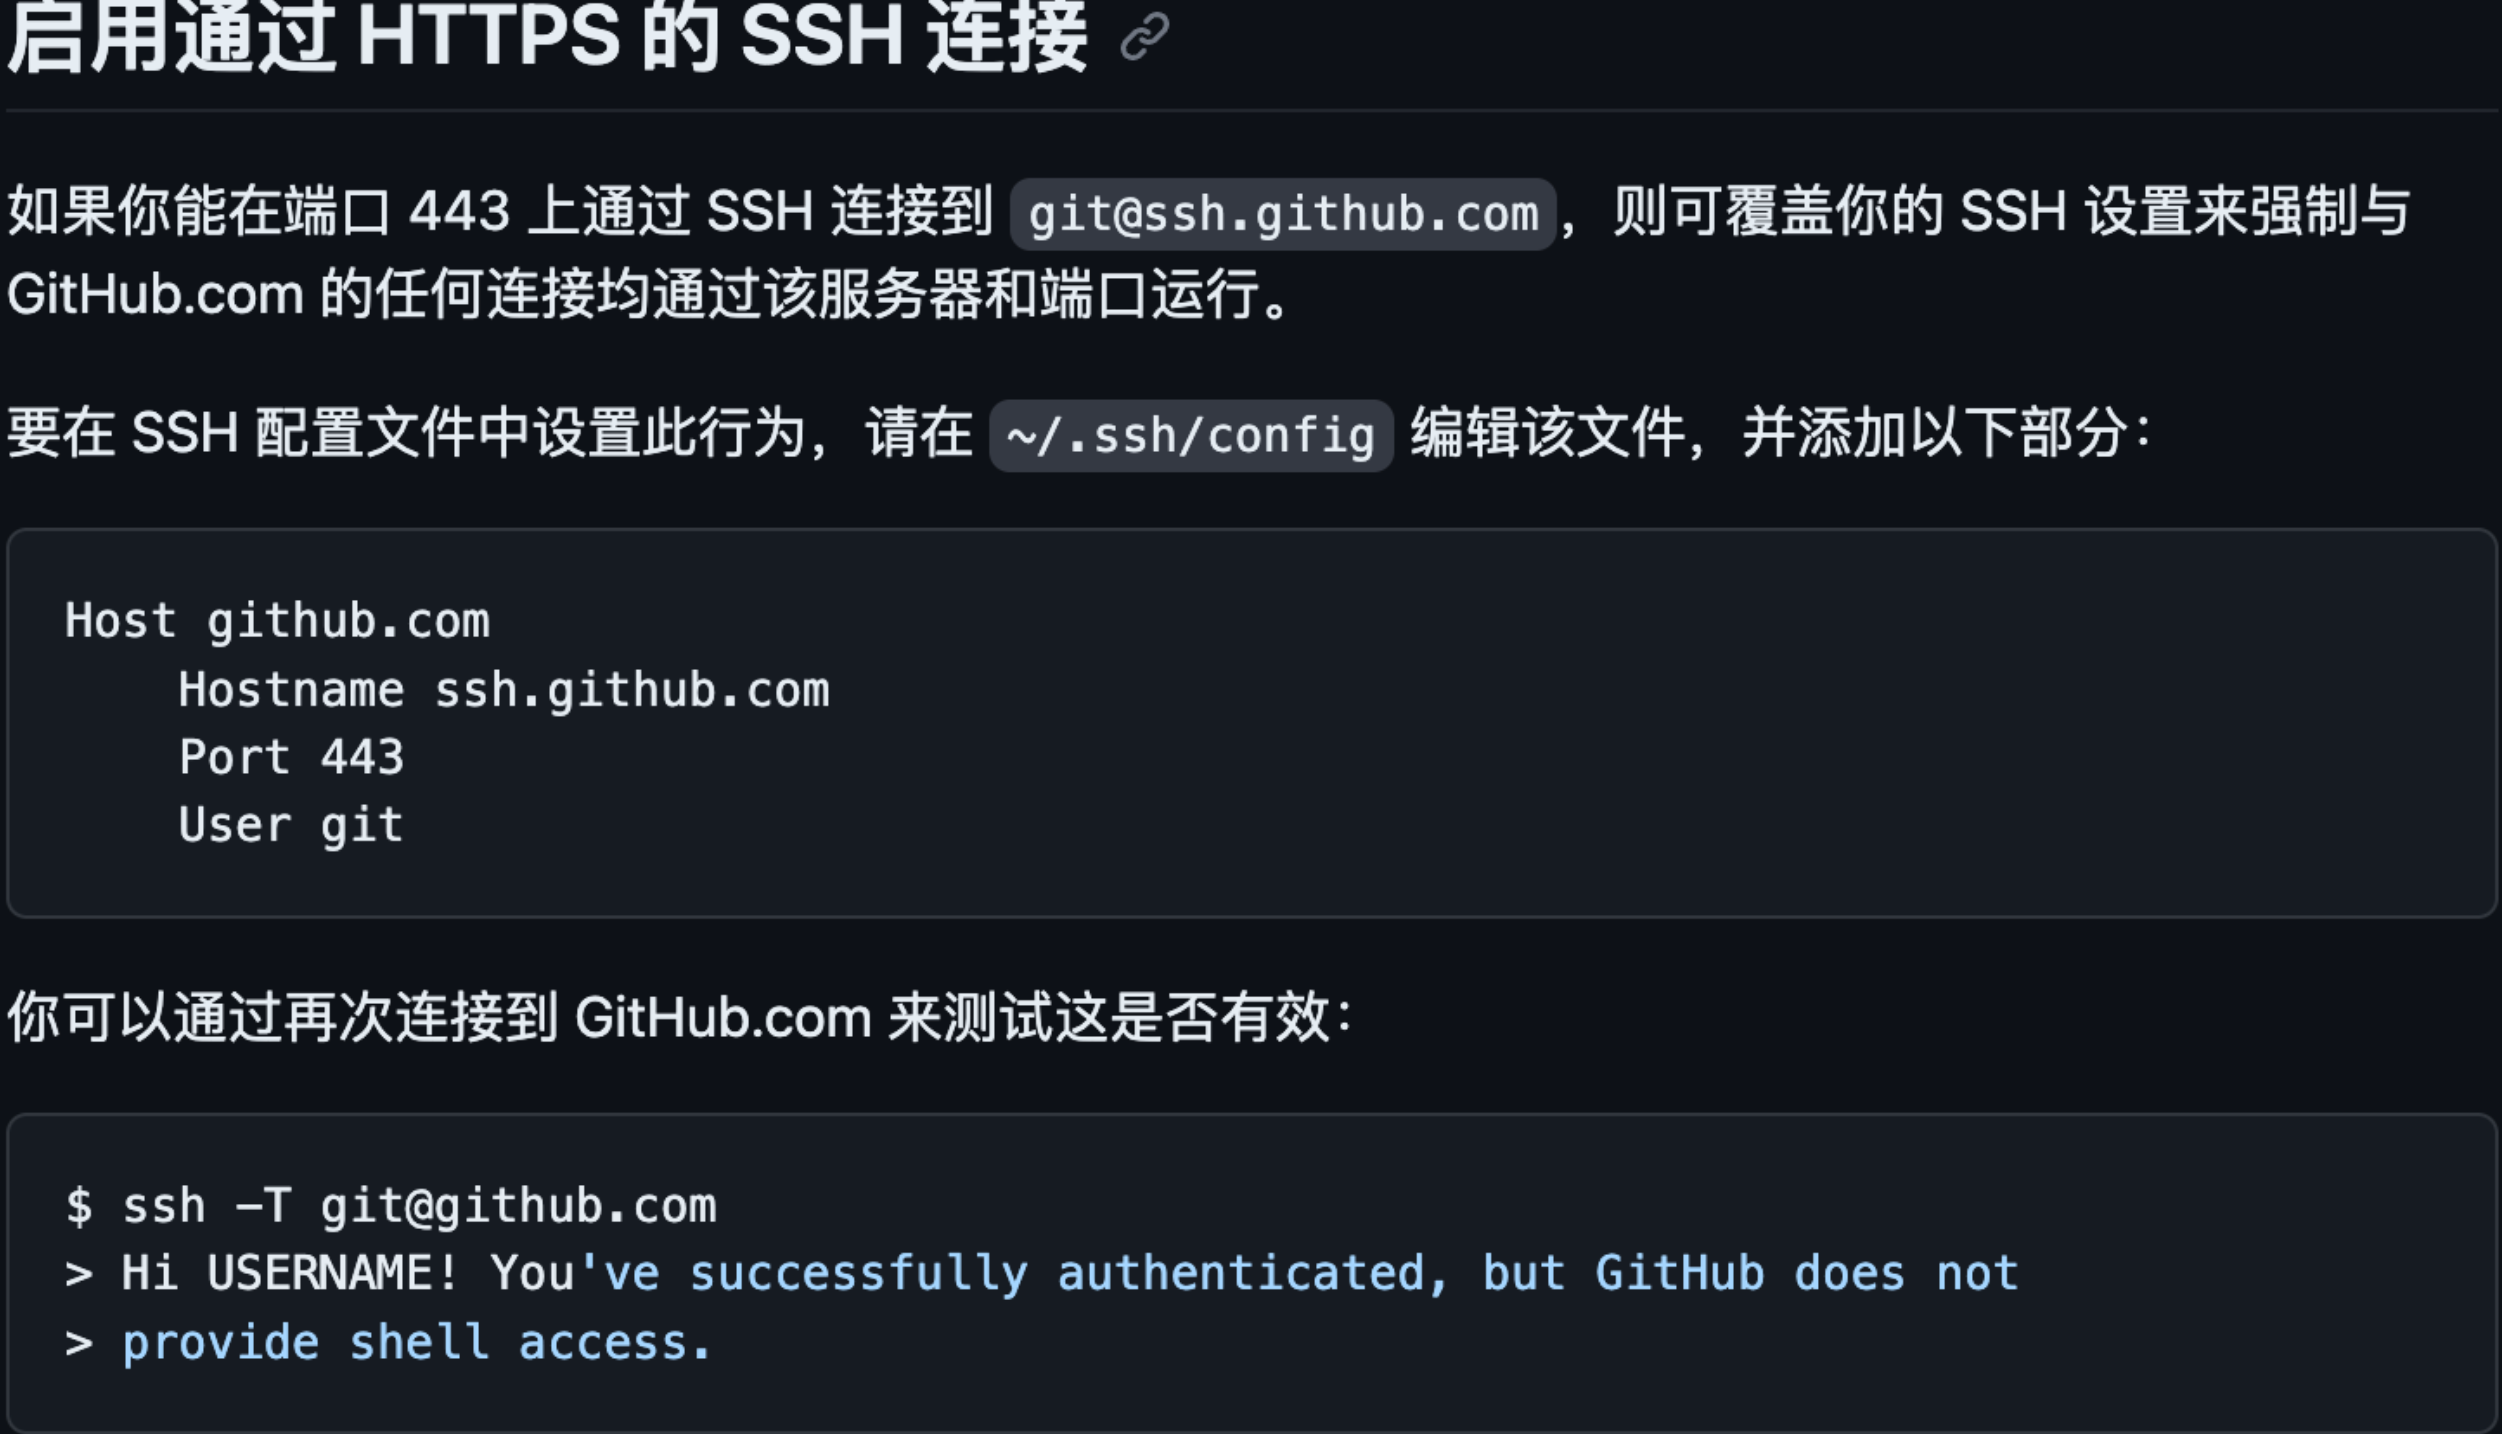 启用通过 HTTPS 的 SSH 连接
如果你能在端口 443 上通过 SSH 连接到 git@ssh.github.com，则可覆盖你的 SSH 设置来强制与
GitHub.com 的任何连接均通过该服务器和端口运行。
要在 SSH 配置文件中设置此行为，请在 ~/.ssh/config 编辑该文件，并添加以下部分：
Host github.com
    Hostname ssh.github.com
    Port 443
    User git
你可以通过再次连接到 GitHub.com 来测试这是否有效：
$ ssh -T git@github.com
> Hi USERNAME! You've successfully authenticated, but GitHub does not
> provide shell access.